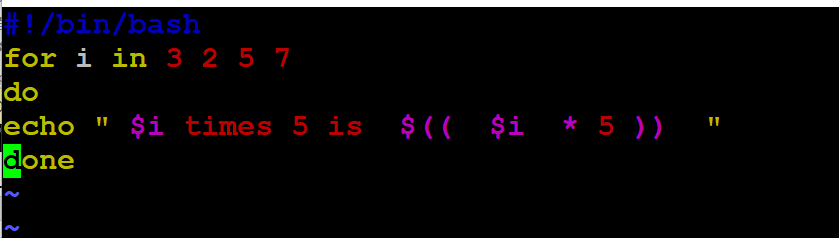 #!/bin/bash
for i in 3 2 5 7
do
echo " $i times 5 is  $((  $i  * 5 ))  "
done
~
~